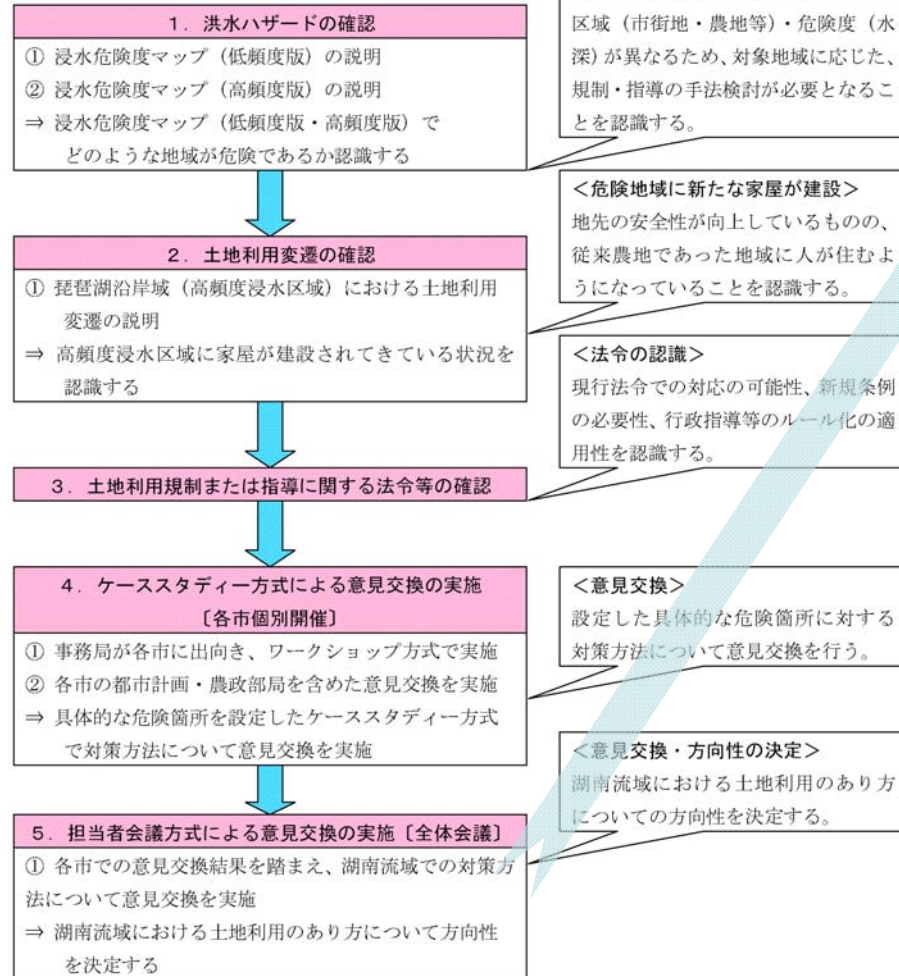 1．洪水ハザードの確認
① 浸水危険度マップ（低頻度版）の説明
② 浸水危険度マップ（高頻度版）の説明
⇒ 浸水危険度マップ（低頻度版・高頻度版）で
どのような地域が危険であるか認識する
区域（市街地・農地等）・危険度（水
深）が異なるため、対象地域に応じた、
規制・指導の手法検討が必要となるこ
とを認識する。
＜危険地域に新たな家屋が建設＞
地先の安全性が向上しているものの、
従来農地であった地域に人が住むよ
うになっていることを認識する。
2．土地利用変遷の確認
① 琵琶湖沿岸域（高頻度浸水区域）における土地利用
変遷の説明
⇒ 高頻度浸水区域に家屋が建設されてきている状況を
認識する
＜法令の認識＞
現行法令での対応の可能性、新規条例
の必要性、行政指導等のルール化の適
用性を認識する。
3．土地利用規制または指導に関する法令等の確認
4．ケーススタディー方式による意見交換の実施
〔各市個別開催〕
① 事務局が各市に出向き、ワークショップ方式で実施
② 各市の都市計画・農政部局を含めた意見交換を実施
⇒ 具体的な危険箇所を設定したケーススタディー方式
で対策方法について意見交換を実施
＜意見交換＞
設定した具体的な危険箇所に対する
対策方法について意見交換を行う。
＜意見交換・方向性の決定＞
湖南流域における土地利用のあり方
についての方向性を決定する。
5．担当者会議方式による意見交換の実施〔全体会議〕
① 各市での意見交換結果を踏まえ、湖南流域での対策方
法について意見交換を実施
⇒ 湖南流域における土地利用のあり方について方向性
を決定する